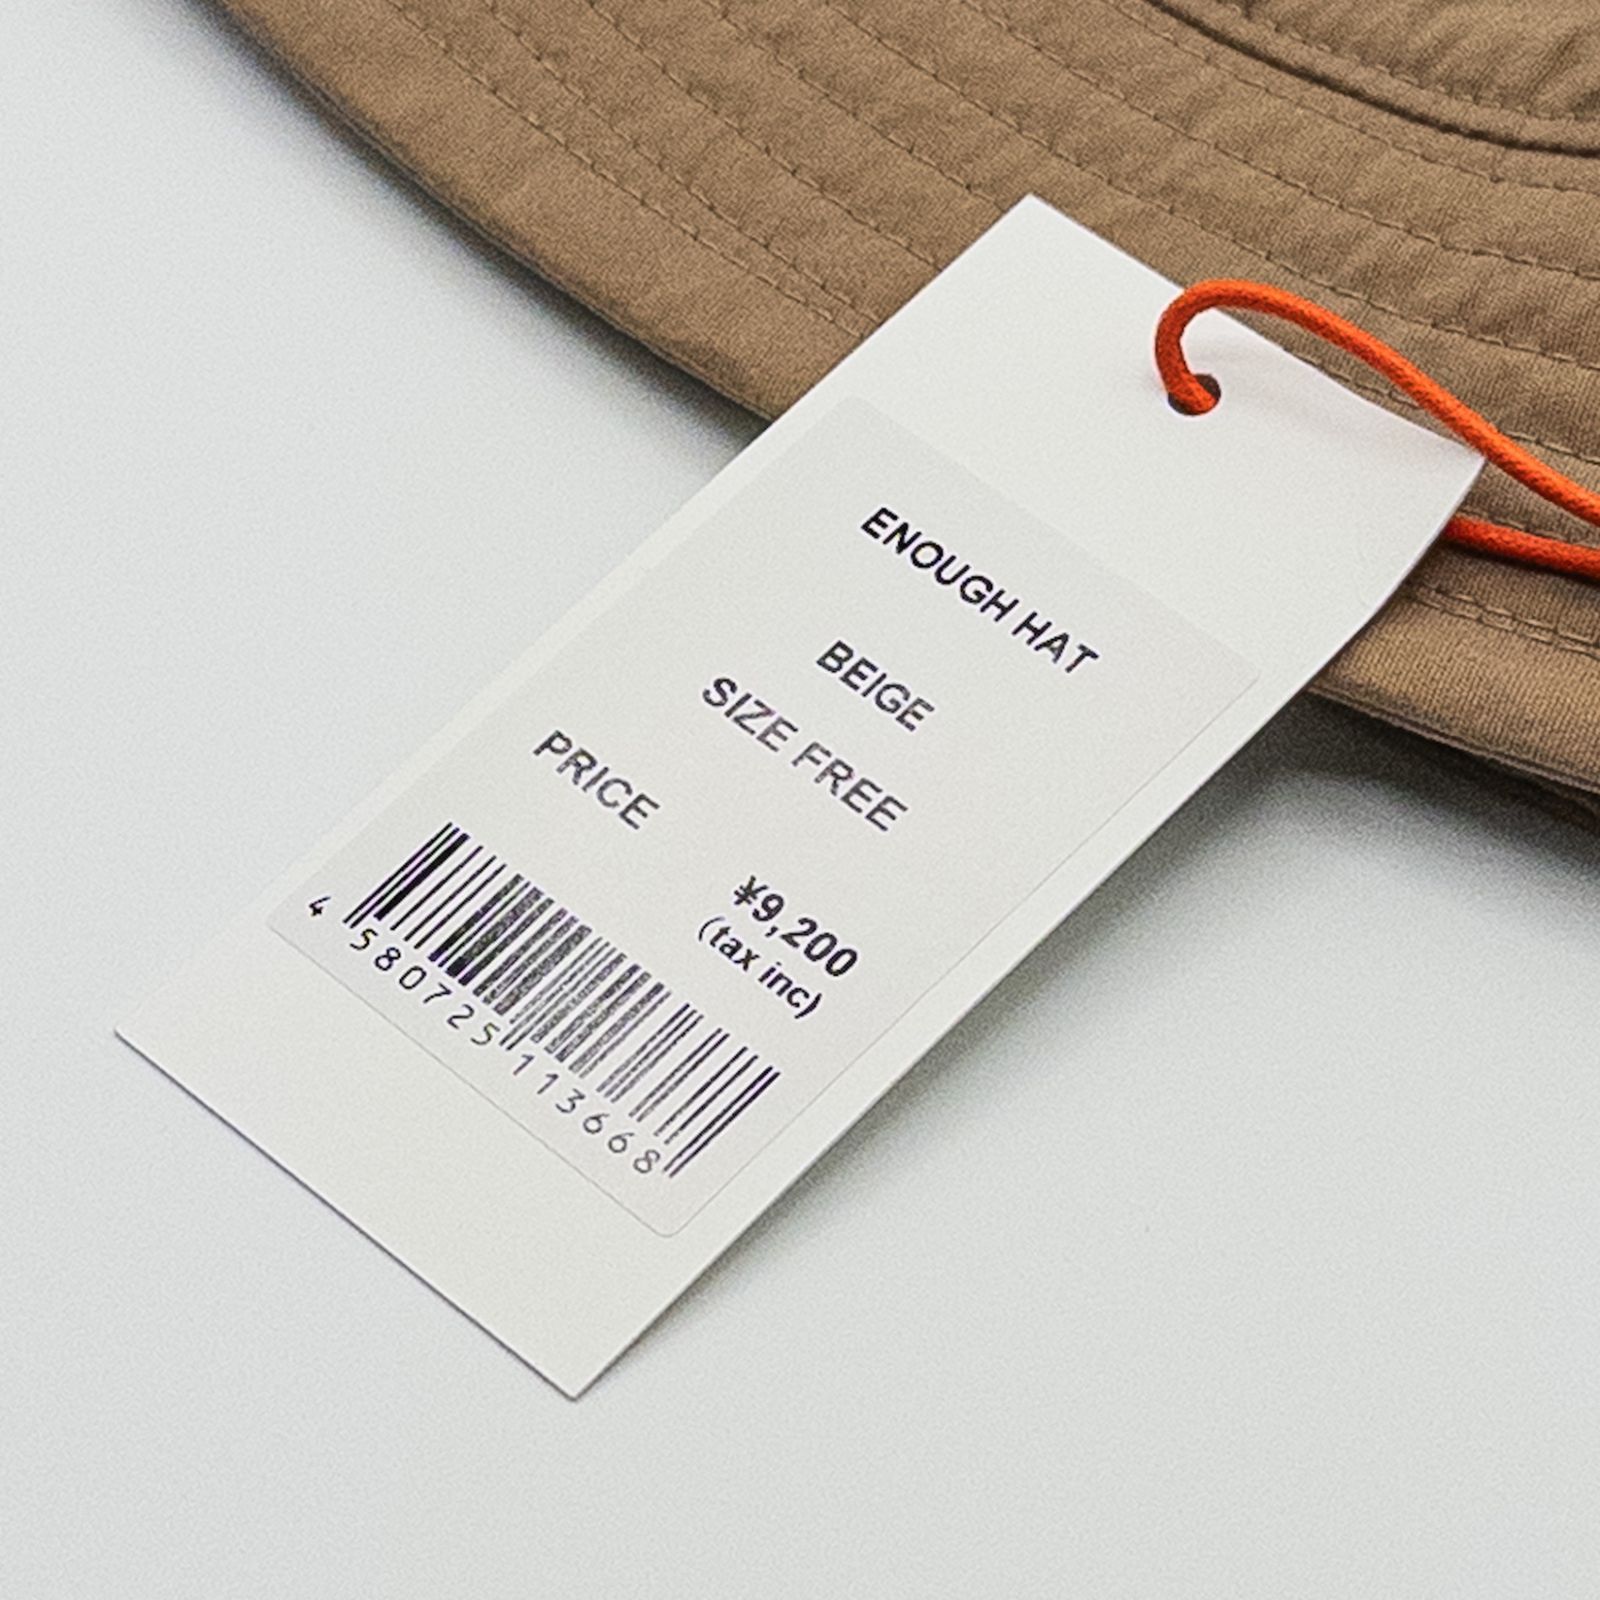 ENOUGH HAT
BEIGE
SIZE FREE
PRICE
¥9,200
(tax inc)
4 580725 113668